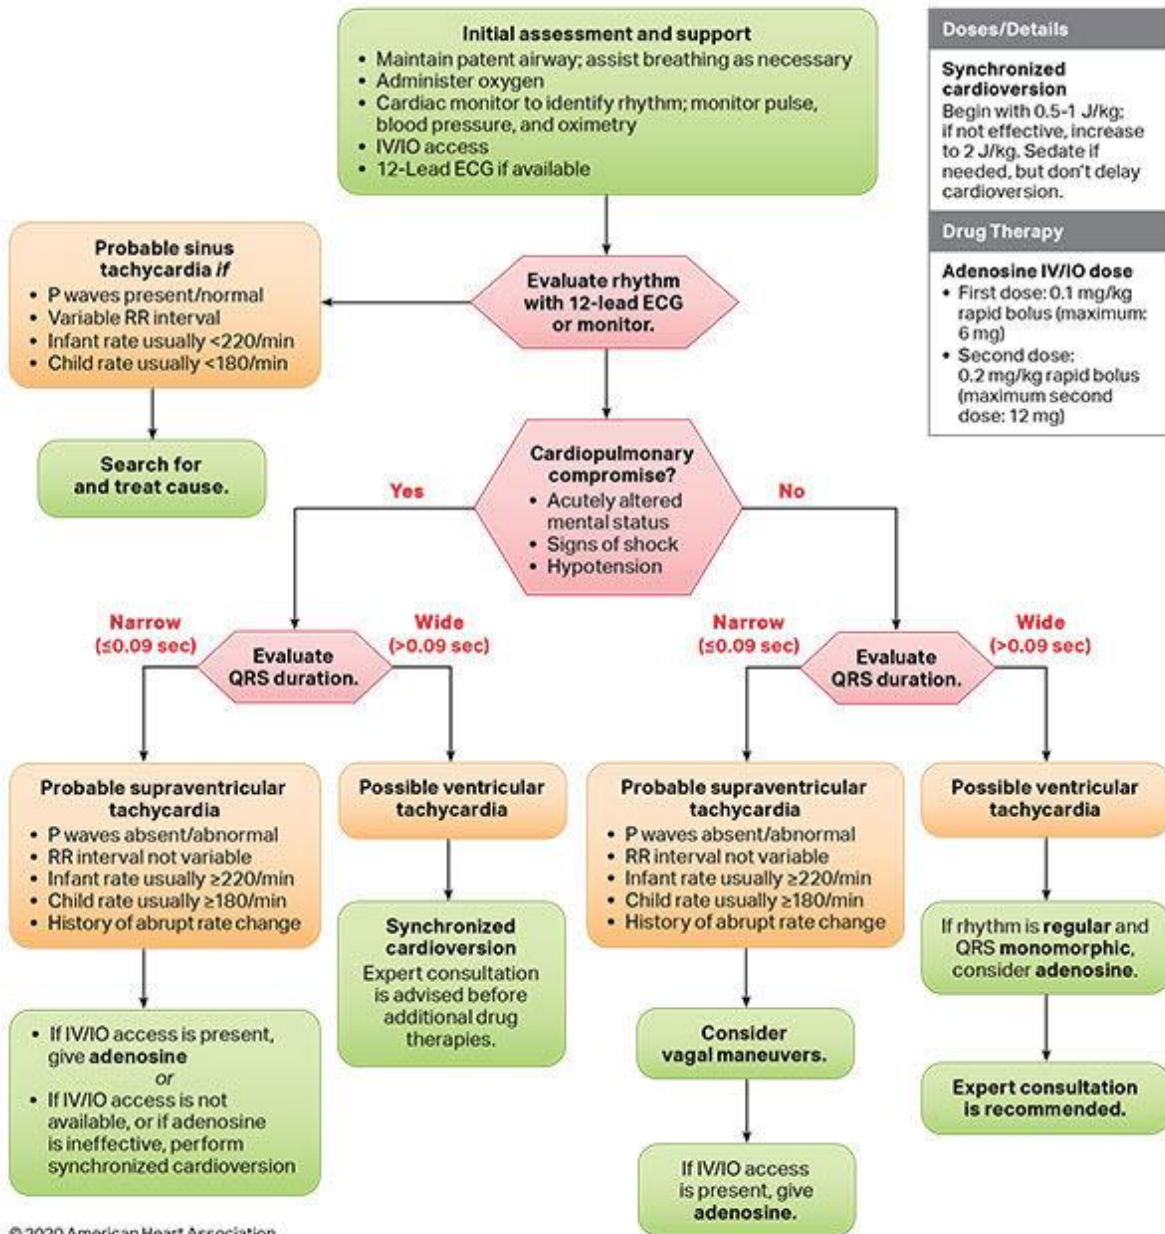 Initial assessment and support
• Maintain patent airway; assist breathing as necessary
• Administer oxygen
• Cardiac monitor to identify rhythm; monitor pulse,
blood pressure, and oximetry
• IV/IO access
• 12-Lead ECG if available
Doses/Details
Synchronized
cardioversion
Begin with 0.5-1 J/kg;
if not effective, increase
to 2 J/kg. Sedate if
needed, but don't delay
cardioversion.
Drug Therapy
Adenosine IV/IO dose
• First dose: 0.1 mg/kg
rapid bolus (maximum:
6 mg)
• Second dose:
0.2 mg/kg rapid bolus
(maximum second
dose: 12 mg)
Evaluate rhythm
with 12-lead ECG
or monitor.
Probable sinus
tachycardia if
• P waves present/normal
• Variable RR interval
• Infant rate usually <220/min
• Child rate usually <180/min
Search for
and treat cause.
Cardiopulmonary
compromise?
• Acutely altered
mental status
• Signs of shock
• Hypotension
Yes
No
Narrow
(≤0.09 sec)
Evaluate
QRS duration.
Wide
(>0.09 sec)
Narrow
(≤0.09 sec)
Evaluate
QRS duration.
Wide
(>0.09 sec)
Probable supraventricular
tachycardia
• P waves absent/abnormal
• RR interval not variable
• Infant rate usually ≥220/min
• Child rate usually ≥180/min
• History of abrupt rate change
• If IV/IO access is present,
give adenosine
or
• If IV/IO access is not
available, or if adenosine
is ineffective, perform
synchronized cardioversion
Possible ventricular
tachycardia
Synchronized
cardioversion
Expert consultation
is advised before
additional drug
therapies.
Probable supraventricular
tachycardia
• P waves absent/abnormal
• RR interval not variable
• Infant rate usually ≥220/min
• Child rate usually ≥180/min
• History of abrupt rate change
Consider
vagal maneuvers.
If IV/IO access
is present, give
adenosine.
Possible ventricular
tachycardia
If rhythm is regular and
QRS monomorphic,
consider adenosine.
Expert consultation
is recommended.
© 2020 American Heart Association